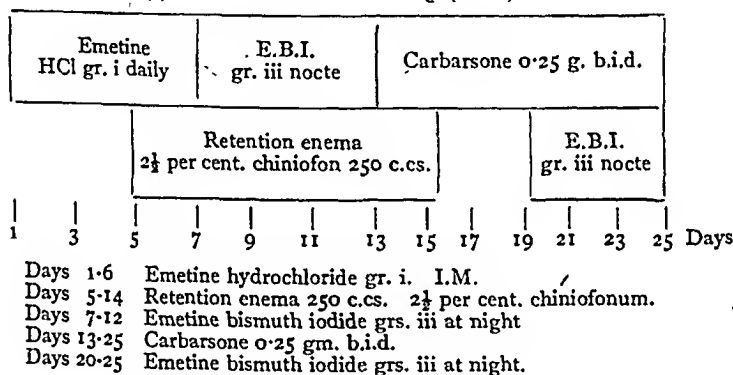 Emetine
HCl gr. i daily
E.B.I.
gr. iii nocte
Carbarsone 0·25 g. b.i.d.
Retention enema
2½ per cent. chiniofon 250 c.cs.
E.B.I.
gr. iii nocte
1 3 5 7 9 11 13 15 17 19 21 23 25 Days
Days 1·6 Emetine hydrochloride gr. i. I.M.
Days 5·14 Retention enema 250 c.cs. 2½ per cent. chiniofonum.
Days 7·12 Emetine bismuth iodide grs. iii at night
Days 13·25 Carbarsone 0·25 gm. b.i.d.
Days 20·25 Emetine bismuth iodide grs. iii at night.